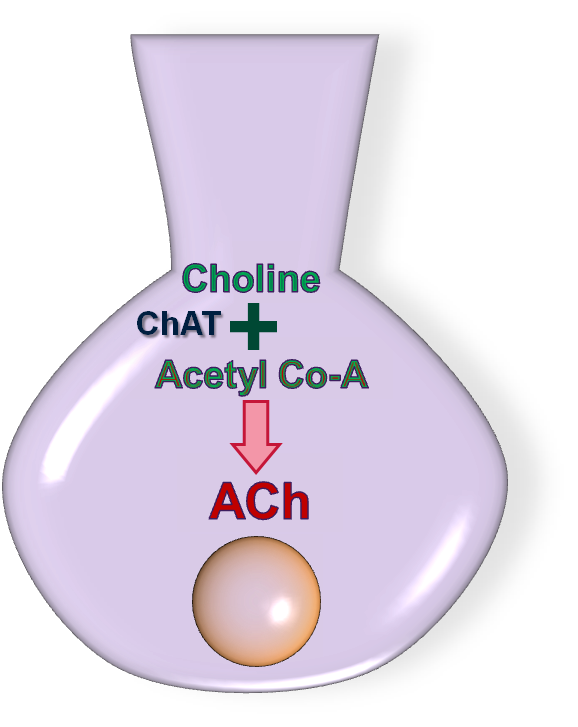 Choline
ChAT +
Acetyl Co-A
ACh